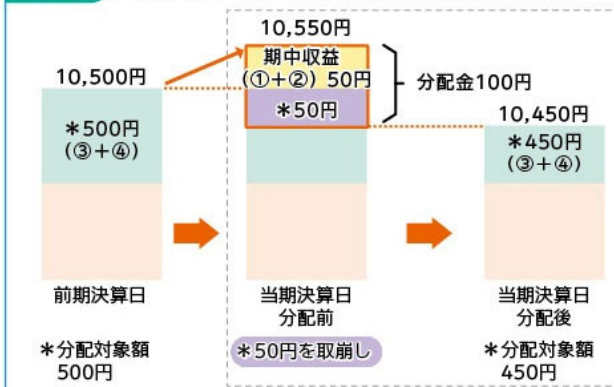 10,550円
10,500円
期中収益
(①+②) 50円
分配金100円
*50円
10,450円
*500円
(③+④)
*450円
(③+④)
前期決算日
当期決算日
分配前
当期決算日
分配後
*分配対象額
500円
*50円を取崩し
*分配対象額
450円